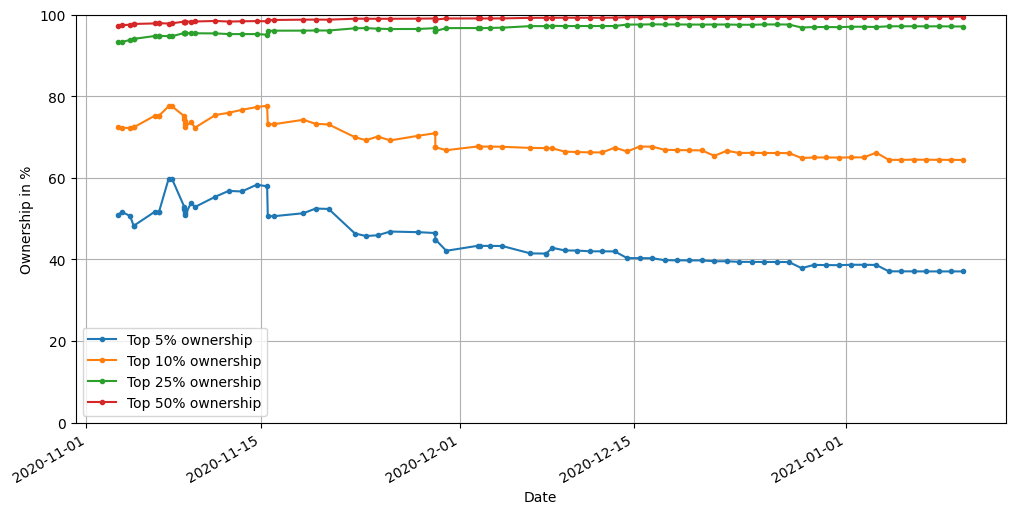 100
80
60
40
20
0
Ownership in %
Top 5% ownership
Top 10% ownership
Top 25% ownership
Top 50% ownership
2020-11-01
2020-11-15
2020-12-01
2020-12-15
2021-01-01
Date